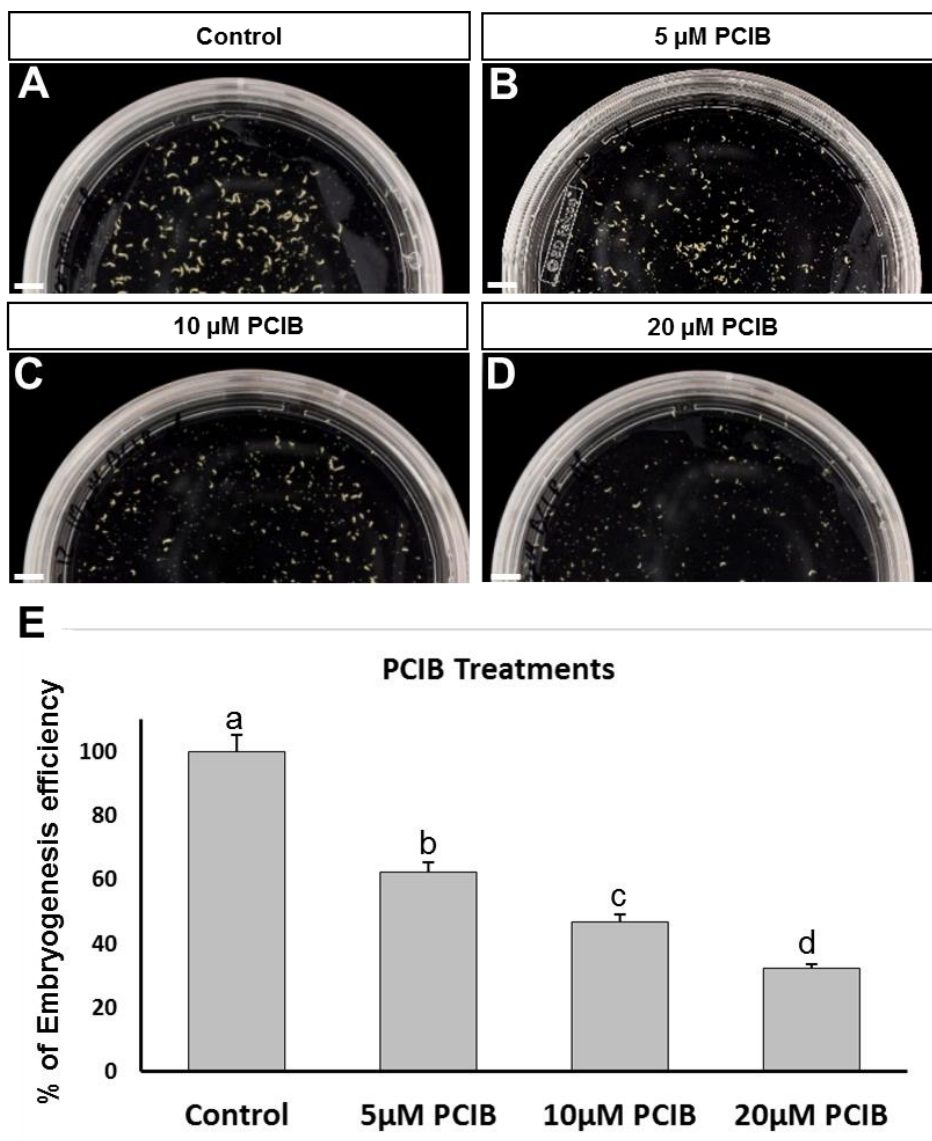 Control
5 µM PCIB
A
B
10 µM PCIB
20 µM PCIB
C
D
E
PCIB Treatments
% of Embryogenesis efficiency
100
80
60
40
20
0
a
b
c
d
Control
5µM PCIB
10µM PCIB
20µM PCIB